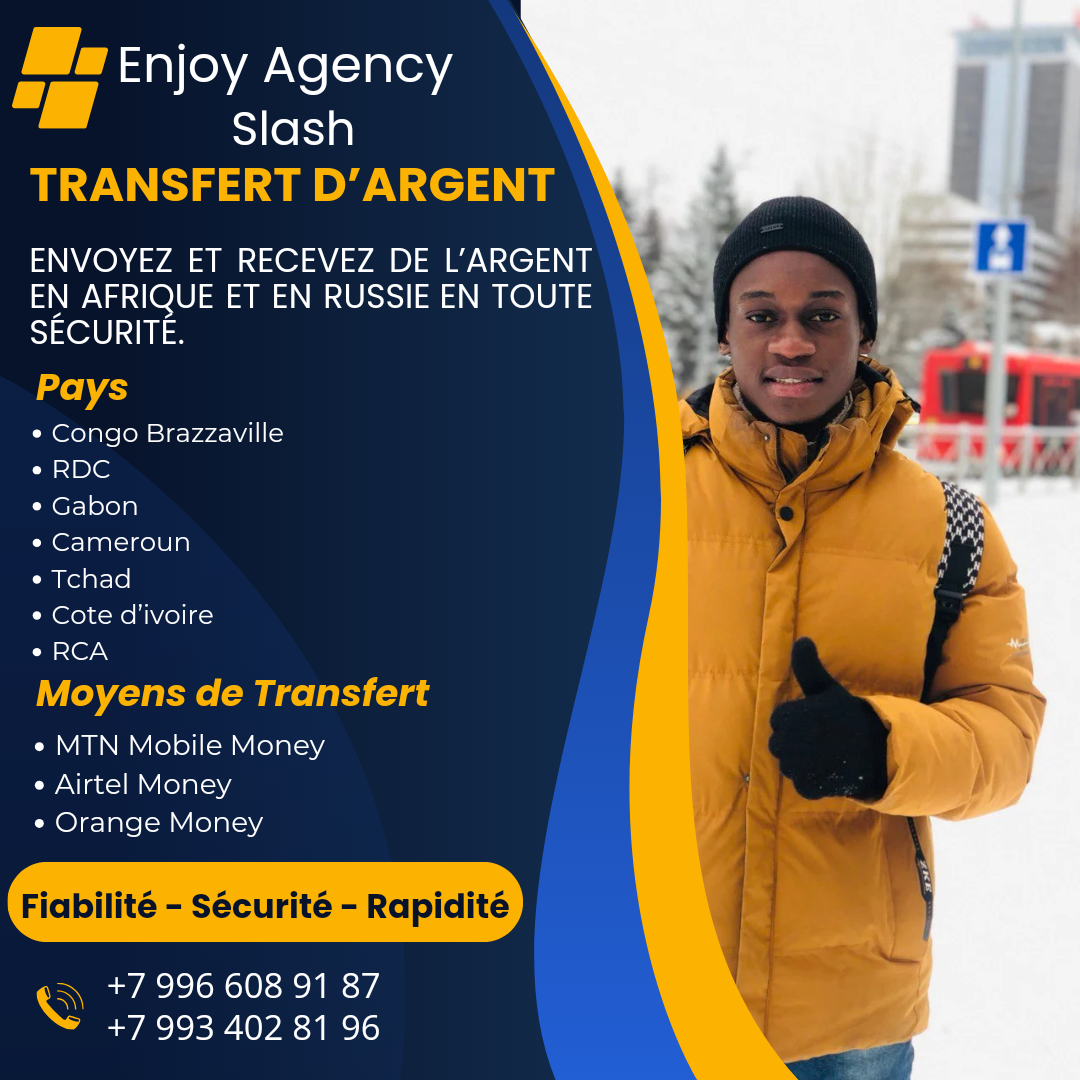 Enjoy Agency
Slash
TRANSFERT D’ARGENT
ENVOYEZ ET RECEVEZ DE L’ARGENT
EN AFRIQUE ET EN RUSSIE EN TOUTE
SÉCURITÉ.
Pays
• Congo Brazzaville
• RDC
• Gabon
• Cameroun
• Tchad
• Cote d’ivoire
• RCA
Moyens de Transfert
• MTN Mobile Money
• Airtel Money
• Orange Money
Fiabilité - Sécurité - Rapidité
+7 996 608 91 87
+7 993 402 81 96